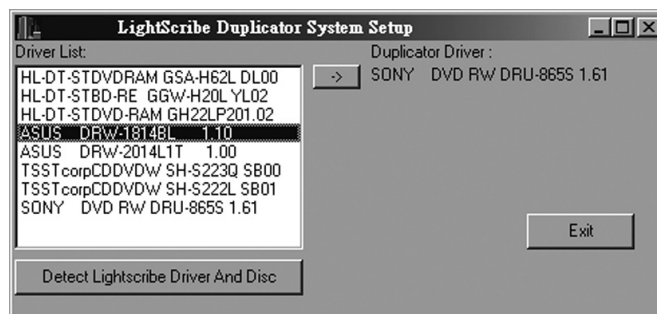 LightScribe Duplicator System Setup
Driver List:
HL-DT-STDVDRAM GSA-H62L DL00
HL-DT-STBD-RE GGW-H20L YL02
HL-DT-STDVD-RAM GH22LP201.02
ASUS DRW-1814BL 1.10
ASUS DRW-2014L1T 1.00
TSSTcorpCDDVDW SH-S223Q SB00
TSSTcorpCDDVDW SH-S222L SB01
SONY DVD RW DRU-865S 1.61
Detect Lightscribe Driver And Disc
->
Duplicator Driver :
SONY DVD RW DRU-865S 1.61
Exit